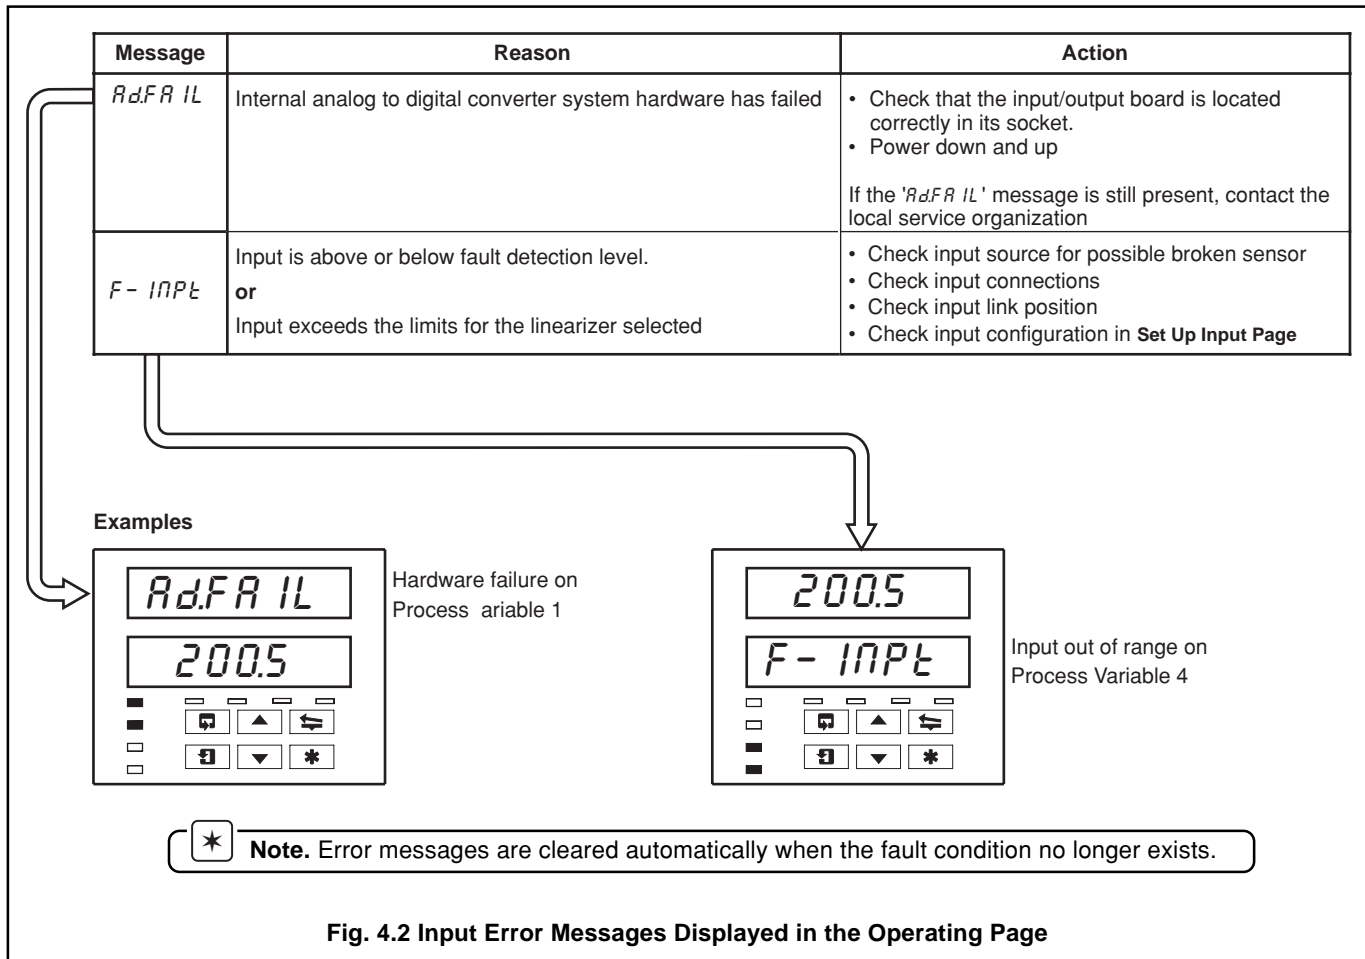 Message Reason Action
Ad.FAIL
Internal analog to digital converter system hardware has failed
• Check that the input/output board is located
correctly in its socket.
• Power down and up
If the 'Ad.FAIL' message is still present, contact the
local service organization
F-INPt
Input is above or below fault detection level.
or
Input exceeds the limits for the linearizer selected
• Check input source for possible broken sensor
• Check input connections
• Check input link position
• Check input configuration in Set Up Input Page
Examples
Ad.FAIL
200.5
Hardware failure on
Process ariable 1
200.5
F-INPt
Input out of range on
Process Variable 4
Note. Error messages are cleared automatically when the fault condition no longer exists.
Fig. 4.2 Input Error Messages Displayed in the Operating Page